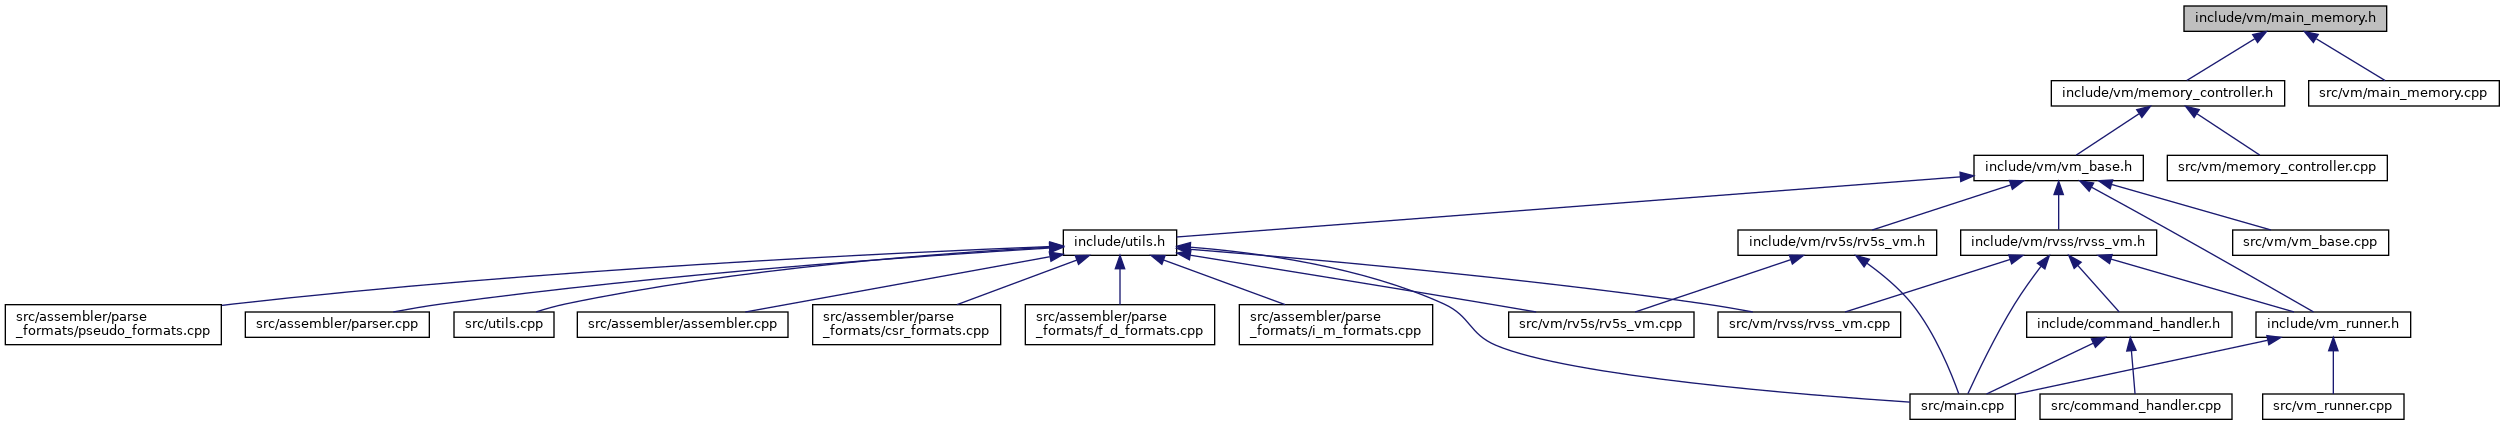 include/vm/main_memory.h
include/vm/memory_controller.h
src/vm/main_memory.cpp
include/vm/vm_base.h
src/vm/memory_controller.cpp
include/utils.h
include/vm/rv5s/rv5s_vm.h
include/vm/rvss/rvss_vm.h
src/vm/vm_base.cpp
src/assembler/parse
_formats/pseudo_formats.cpp
src/assembler/parser.cpp
src/utils.cpp
src/assembler/assembler.cpp
src/assembler/parse
_formats/csr_formats.cpp
src/assembler/parse
_formats/f_d_formats.cpp
src/assembler/parse
_formats/i_m_formats.cpp
src/vm/rv5s/rv5s_vm.cpp
src/vm/rvss/rvss_vm.cpp
include/command_handler.h
include/vm_runner.h
src/main.cpp
src/command_handler.cpp
src/vm_runner.cpp